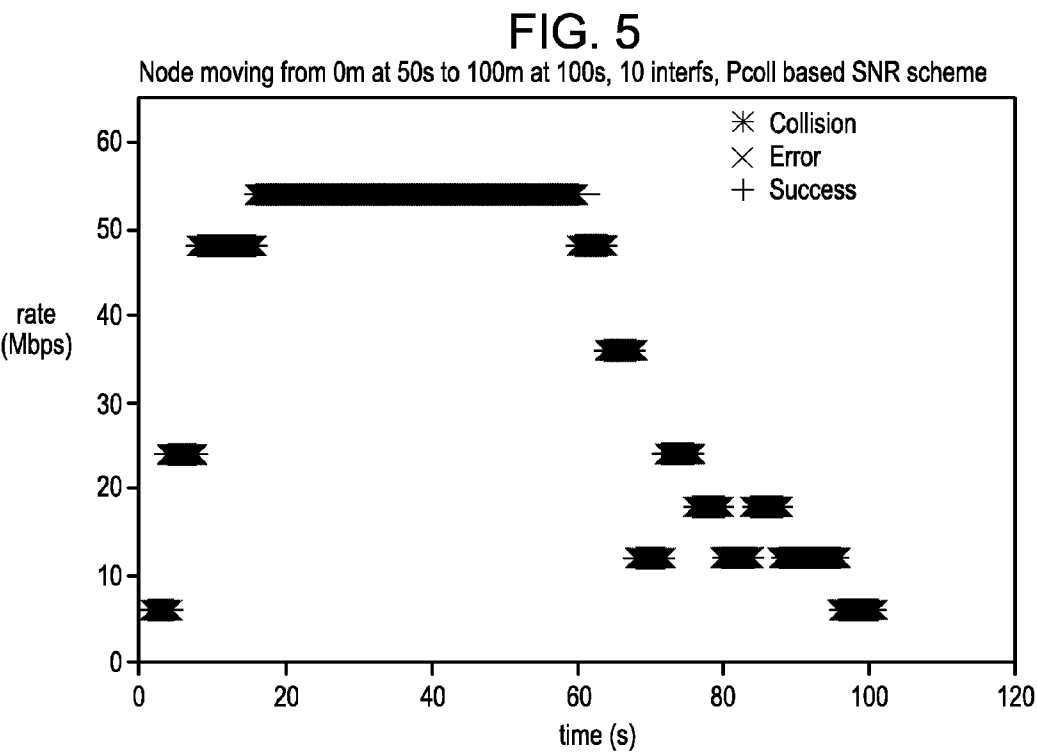 FIG. 5
Node moving from 0m at 50s to 100m at 100s, 10 interfs, Pcoll based SNR scheme
Collision
Error
Success
rate
(Mbps)
60
50
40
30
20
10
0
0 20 40 60 80 100 120
time (s)